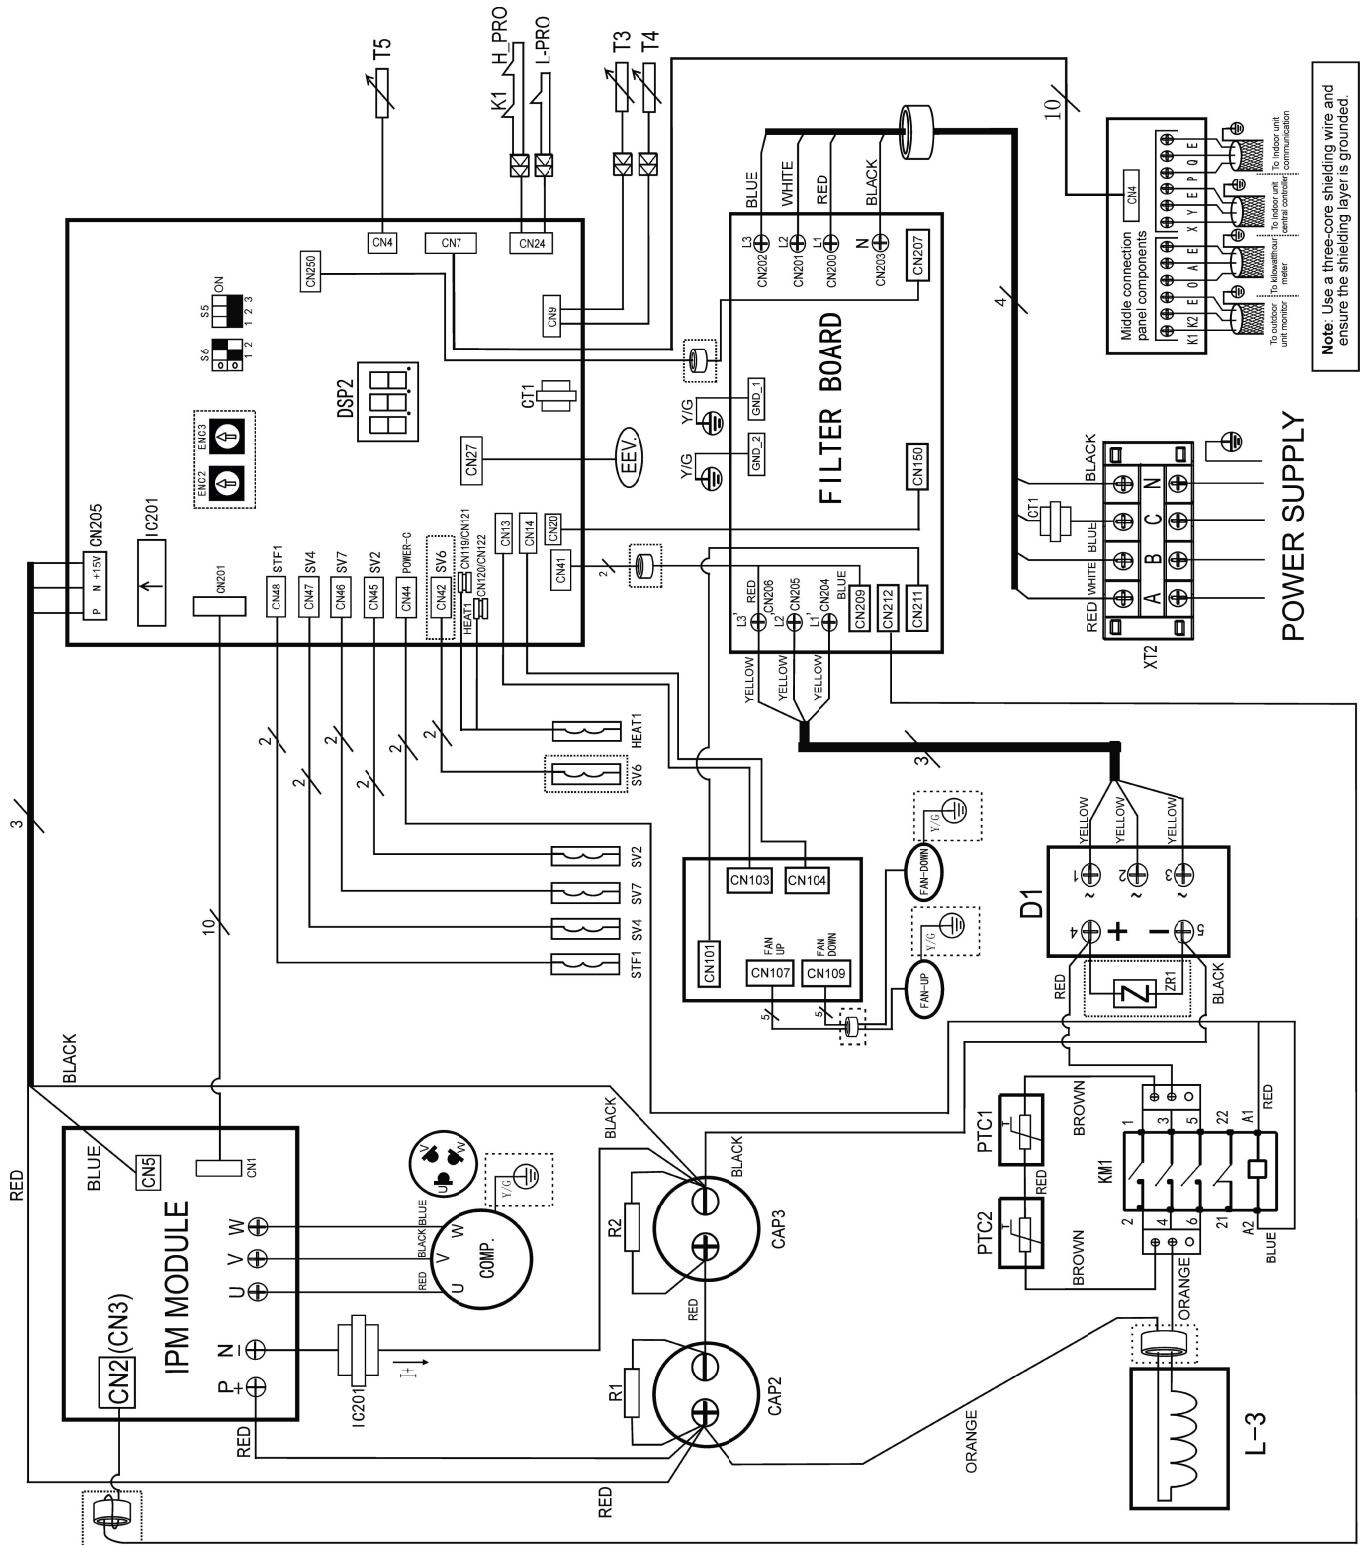 T5
K1
H_PRO
L-PRO
T3
T4
CN4
CN7
CN24
CN250
CN9
S5
ON
1 2 3
S6
0 0
1 2
DSP2
CT1
ENC3
ENC2
CN27
EEV.
CN205
P N +15V
IC201
CN201
CN48 STF1
CN47 SV4
CN46 SV7
CN45 SV2
CN44 POWER-C
CN42 SV6
HEAT1
CN119/CN121
CN120/CN122
CN13
CN14
CN20
CN41
2
2
2
2
2
2
3
10
HEAT1
SV6
SV2
SV7
SV4
STF1
BLUE
WHITE
RED
BLACK
L3
CN202
L2
CN201
L1
CN200
N
CN203
CN207
FILTER BOARD
Y/G
GND_1
Y/G
GND_2
CN150
RED
L3' CN206
L2' CN205
L1' CN204
BLUE
CN209
CN212
CN211
YELLOW
YELLOW
YELLOW
3
4
10
CN4
Middle connection
panel components
K1 K2 E O A E X Y E P Q E
To outdoor
unit monitor
To kilowatthour
meter
To Indoor unit
central controller
To Indoor unit
communication
Note: Use a three-core shielding wire and
ensure the shielding layer is grounded.
RED
WHITE
BLUE
BLACK
CT1
A B C N
XT2
POWER SUPPLY
CN103
CN104
CN101
FAN
UP
CN107
FAN
DOWN
CN109
5
5
FAN-DOWN
Y/G
FAN-UP
Y/G
YELLOW
YELLOW
YELLOW
D1
1 2 3
~ ~ ~
4 + − 5
RED
Z
ZR1
BLACK
BLACK
RED
BLUE
CN5
CN1
IPM MODULE
CN2 (CN3)
P
+
N
−
U V W
RED
BLACK
BLUE
U V W
COMP.
U V W
Y/G
IC201
I+
RED
RED
BLACK
BLACK
R2
CAP3
RED
R1
CAP2
ORANGE
PTC1
T
RED
PTC2
T
BROWN
BROWN
KM1
1 3 5 22 A1
2 4 6 21 A2
RED
BLUE
ORANGE
L-3